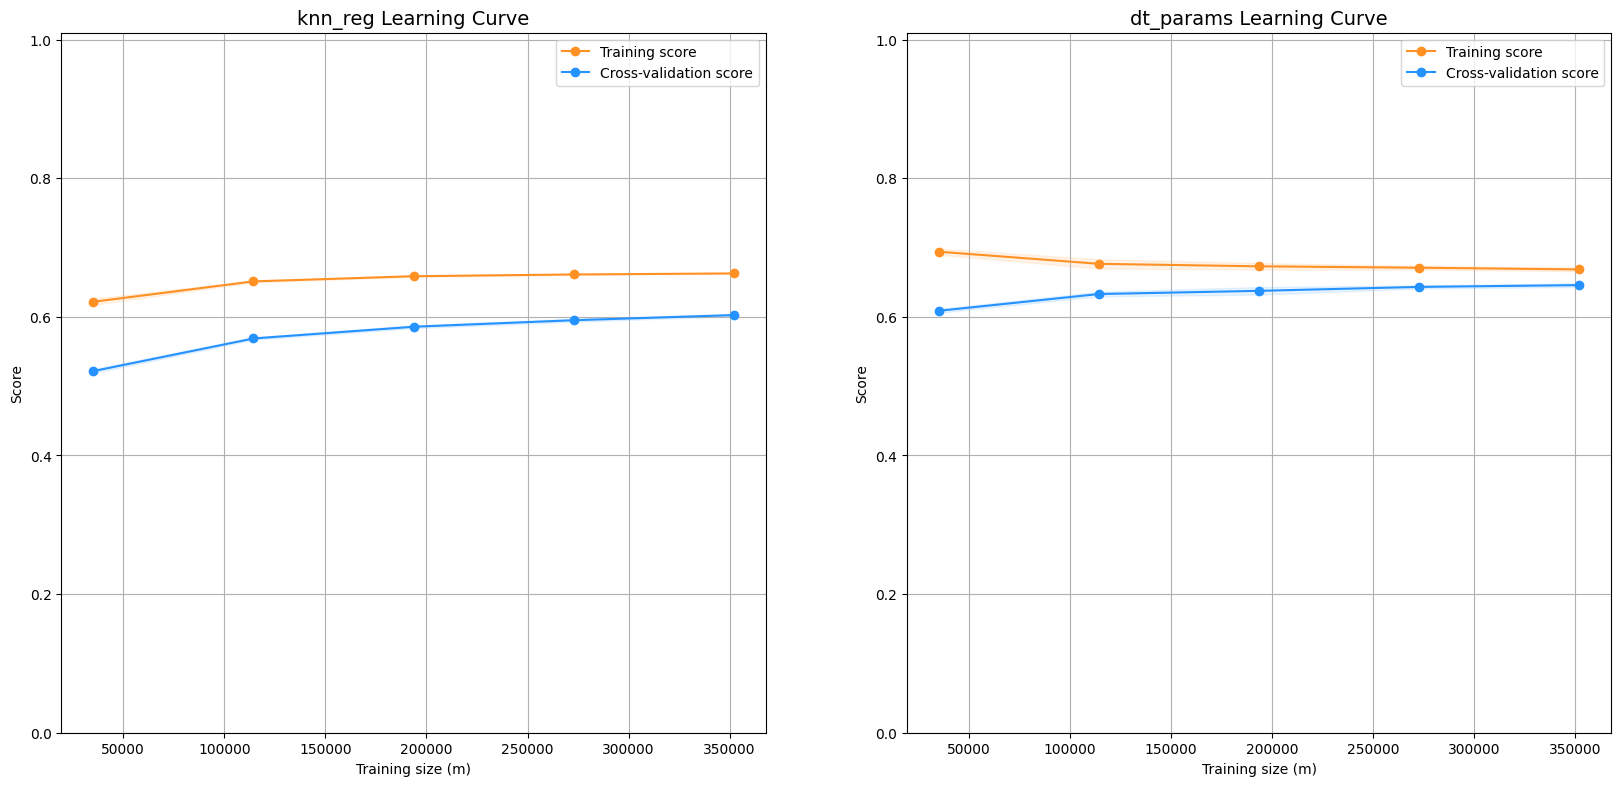 knn_reg Learning Curve
Training score
Cross-validation score
1.0
0.8
0.6
0.4
0.2
0.0
Score
50000 100000 150000 200000 250000 300000 350000
Training size (m)
dt_params Learning Curve
Training score
Cross-validation score
1.0
0.8
0.6
0.4
0.2
0.0
Score
50000 100000 150000 200000 250000 300000 350000
Training size (m)